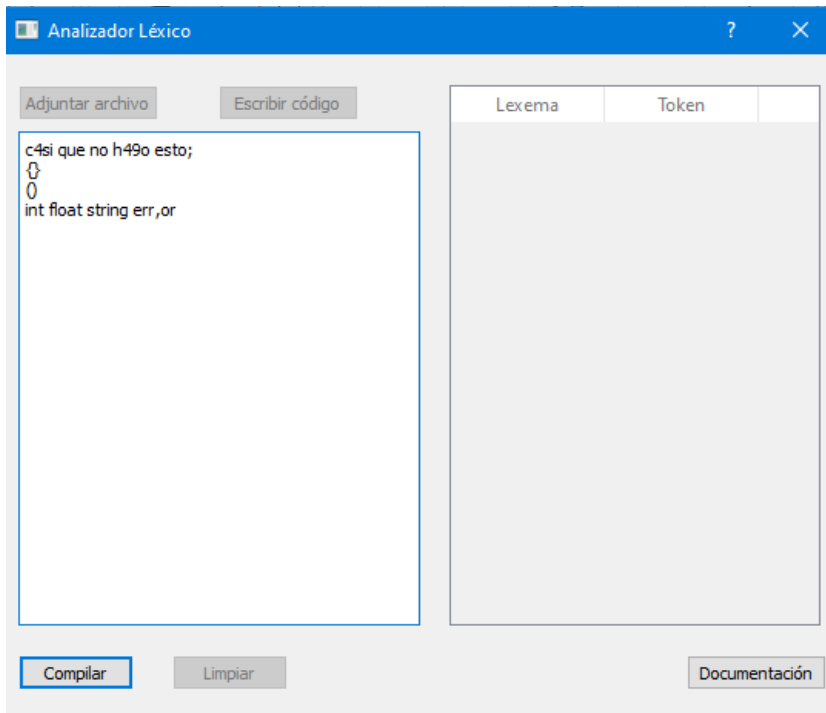 Analizador Léxico ?
Adjuntar archivo Escribir código
Lexema Token
c4si que no h49o esto;
{}
()
int float string err,or
Compilar Limpiar Documentación